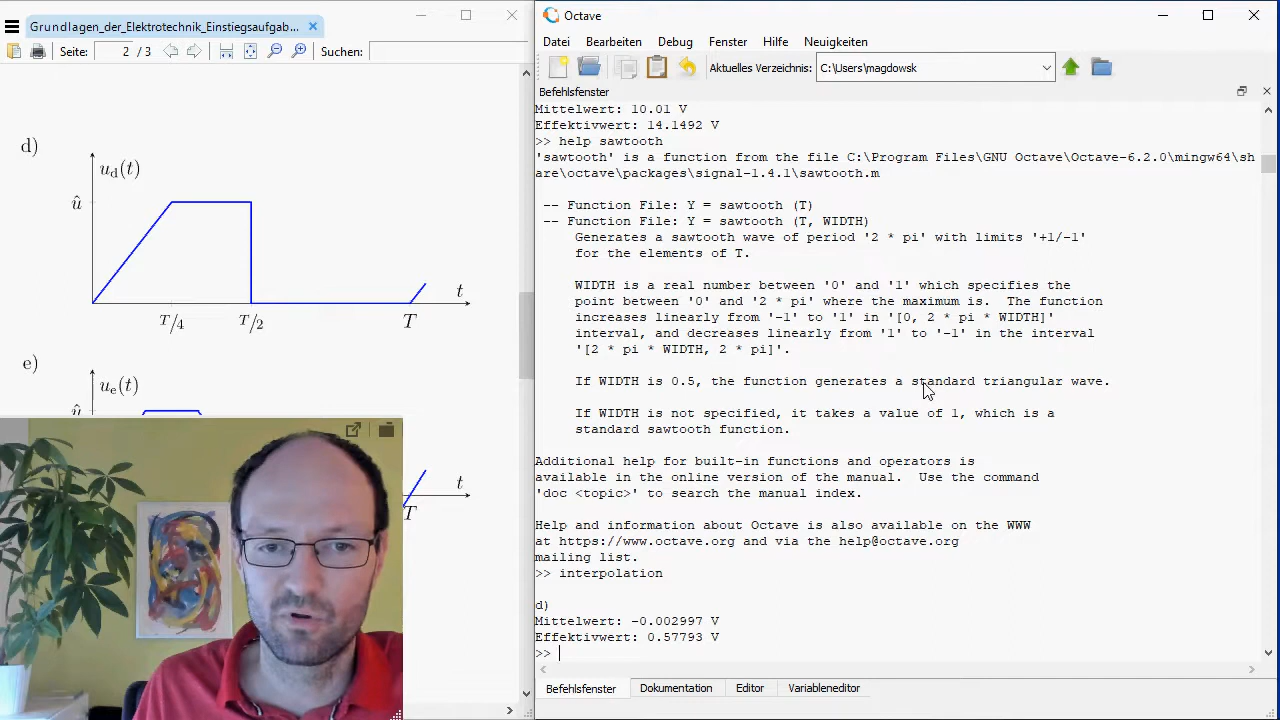 Grundlagen_der_Elektrotechnik_Einstiegsaufgab...
Seite: 2 / 3 Suchen:
d)
u_d(t)
û
t
T/4 T/2 T
e)
u_e(t)
û
t
T
Octave
Datei Bearbeiten Debug Fenster Hilfe Neuigkeiten
Aktuelles Verzeichnis: C:\Users\magdowsk
Befehlsfenster
Mittelwert: 10.01 V
Effektivwert: 14.1492 V
>> help sawtooth
'sawtooth' is a function from the file C:\Program Files\GNU Octave\Octave-6.2.0\mingw64\sh
are\octave\packages\signal-1.4.1\sawtooth.m
-- Function File: Y = sawtooth (T)
-- Function File: Y = sawtooth (T, WIDTH)
Generates a sawtooth wave of period '2 * pi' with limits '+1/-1'
for the elements of T.
WIDTH is a real number between '0' and '1' which specifies the
point between '0' and '2 * pi' where the maximum is. The function
increases linearly from '-1' to '1' in '[0, 2 * pi * WIDTH]'
interval, and decreases linearly from '1' to '-1' in the interval
'[2 * pi * WIDTH, 2 * pi]'.
If WIDTH is 0.5, the function generates a standard triangular wave.
If WIDTH is not specified, it takes a value of 1, which is a
standard sawtooth function.
Additional help for built-in functions and operators is
available in the online version of the manual. Use the command
'doc <topic>' to search the manual index.
Help and information about Octave is also available on the WWW
at https://www.octave.org and via the help@octave.org
mailing list.
>> interpolation
d)
Mittelwert: -0.002997 V
Effektivwert: 0.57793 V
>>
Befehlsfenster Dokumentation Editor Variableneditor